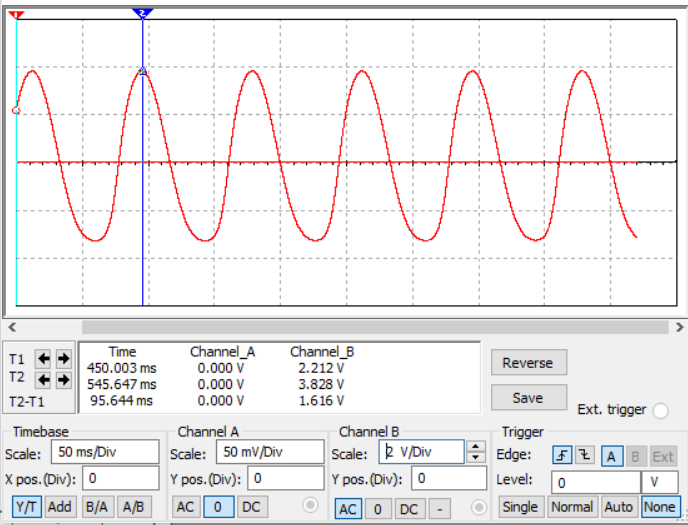 1 2
T1 Time Channel_A Channel_B
450.003 ms 0.000 V 2.212 V
T2 545.647 ms 0.000 V 3.828 V
T2-T1 95.644 ms 0.000 V 1.616 V
Reverse
Save
Ext. trigger
Timebase
Scale: 50 ms/Div
X pos.(Div): 0
Y/T Add B/A A/B
Channel A
Scale: 50 mV/Div
Y pos.(Div): 0
AC 0 DC
Channel B
Scale: 2 V/Div
Y pos.(Div): 0
AC 0 DC -
Trigger
Edge: A B Ext
Level: 0 V
Single Normal Auto None